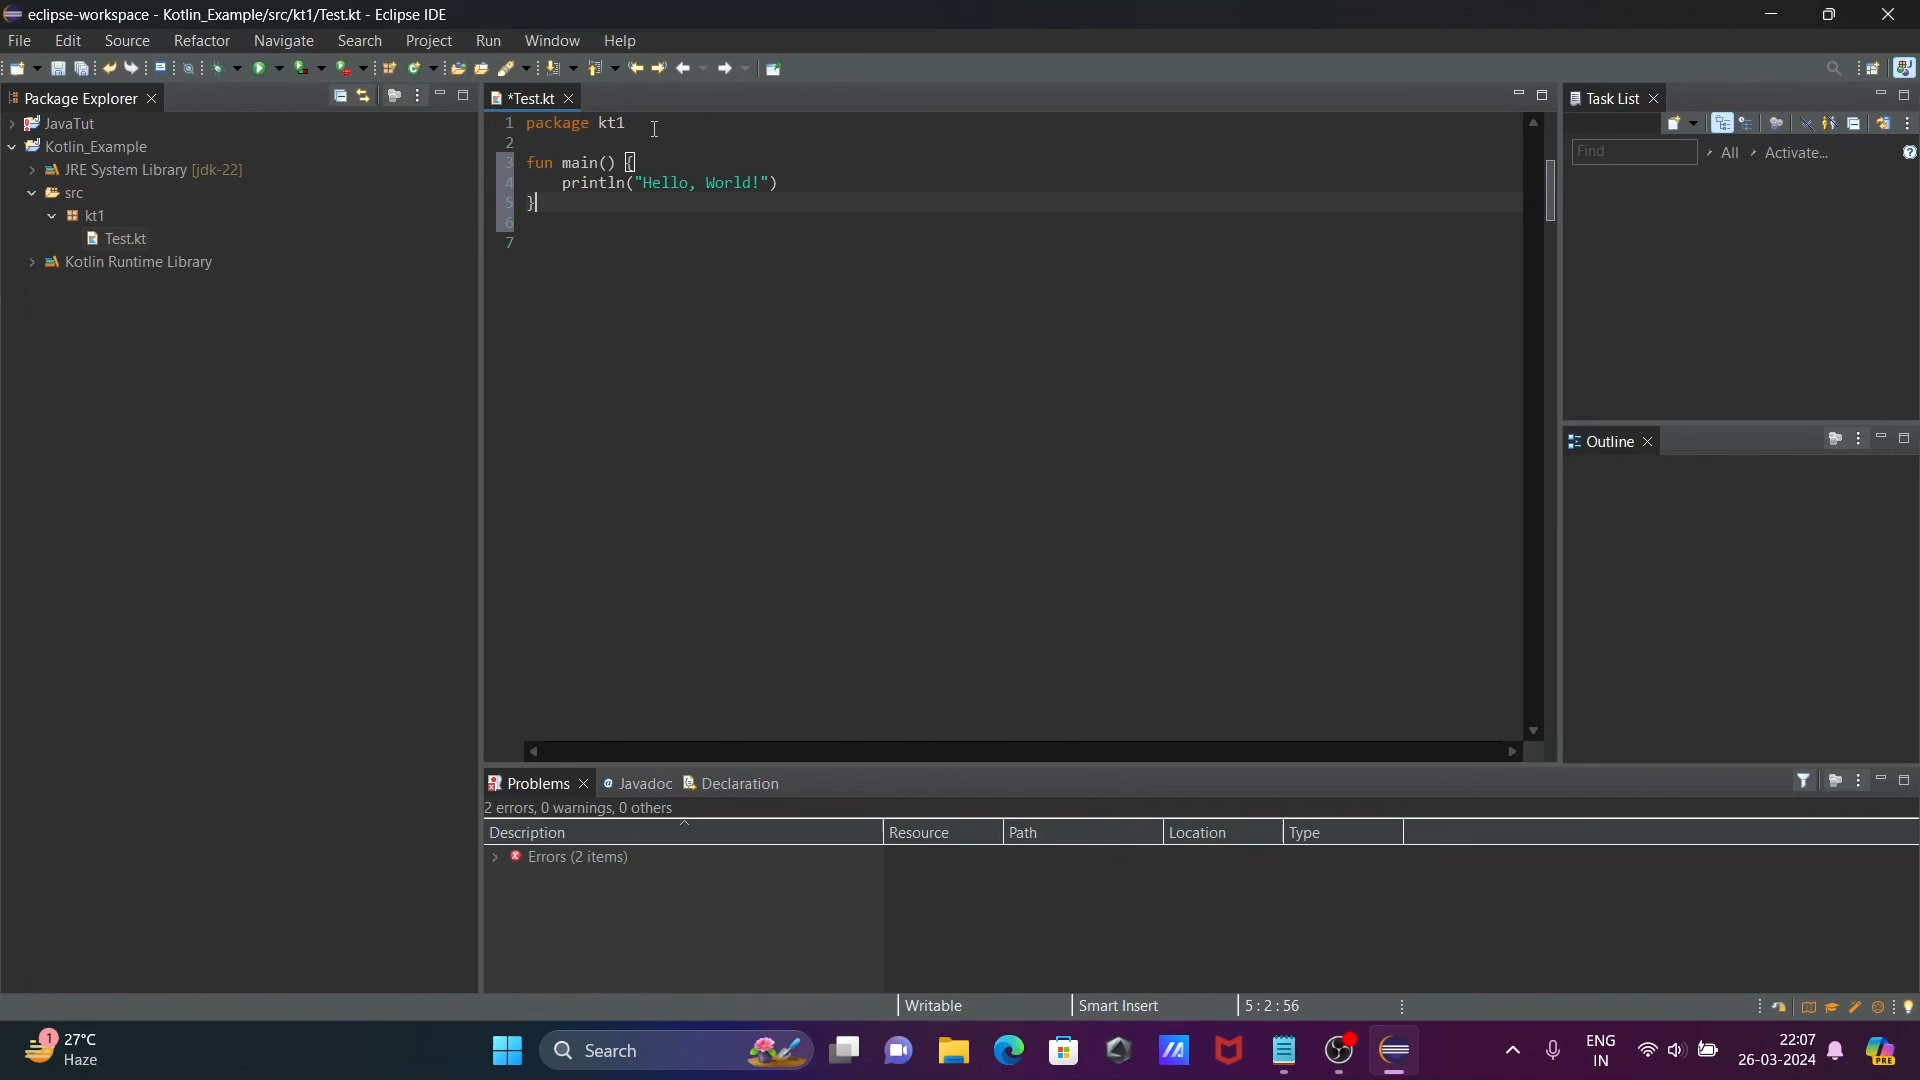 eclipse-workspace - Kotlin_Example/src/kt1/Test.kt - Eclipse IDE
File Edit Source Refactor Navigate Search Project Run Window Help
Package Explorer
*Test.kt
Task List
JavaTut
Kotlin_Example
JRE System Library [jdk-22]
src
kt1
Test.kt
Kotlin Runtime Library
1 package kt1
2
3 fun main() {
4 println("Hello, World!")
5 }
6
7
Find All Activate...
Outline
Problems Javadoc Declaration
2 errors, 0 warnings, 0 others
Description Resource Path Location Type
Errors (2 items)
Writable Smart Insert 5 : 2 : 56
1 27°C
Haze
Search
ENG
IN
22:07
26-03-2024
PRE